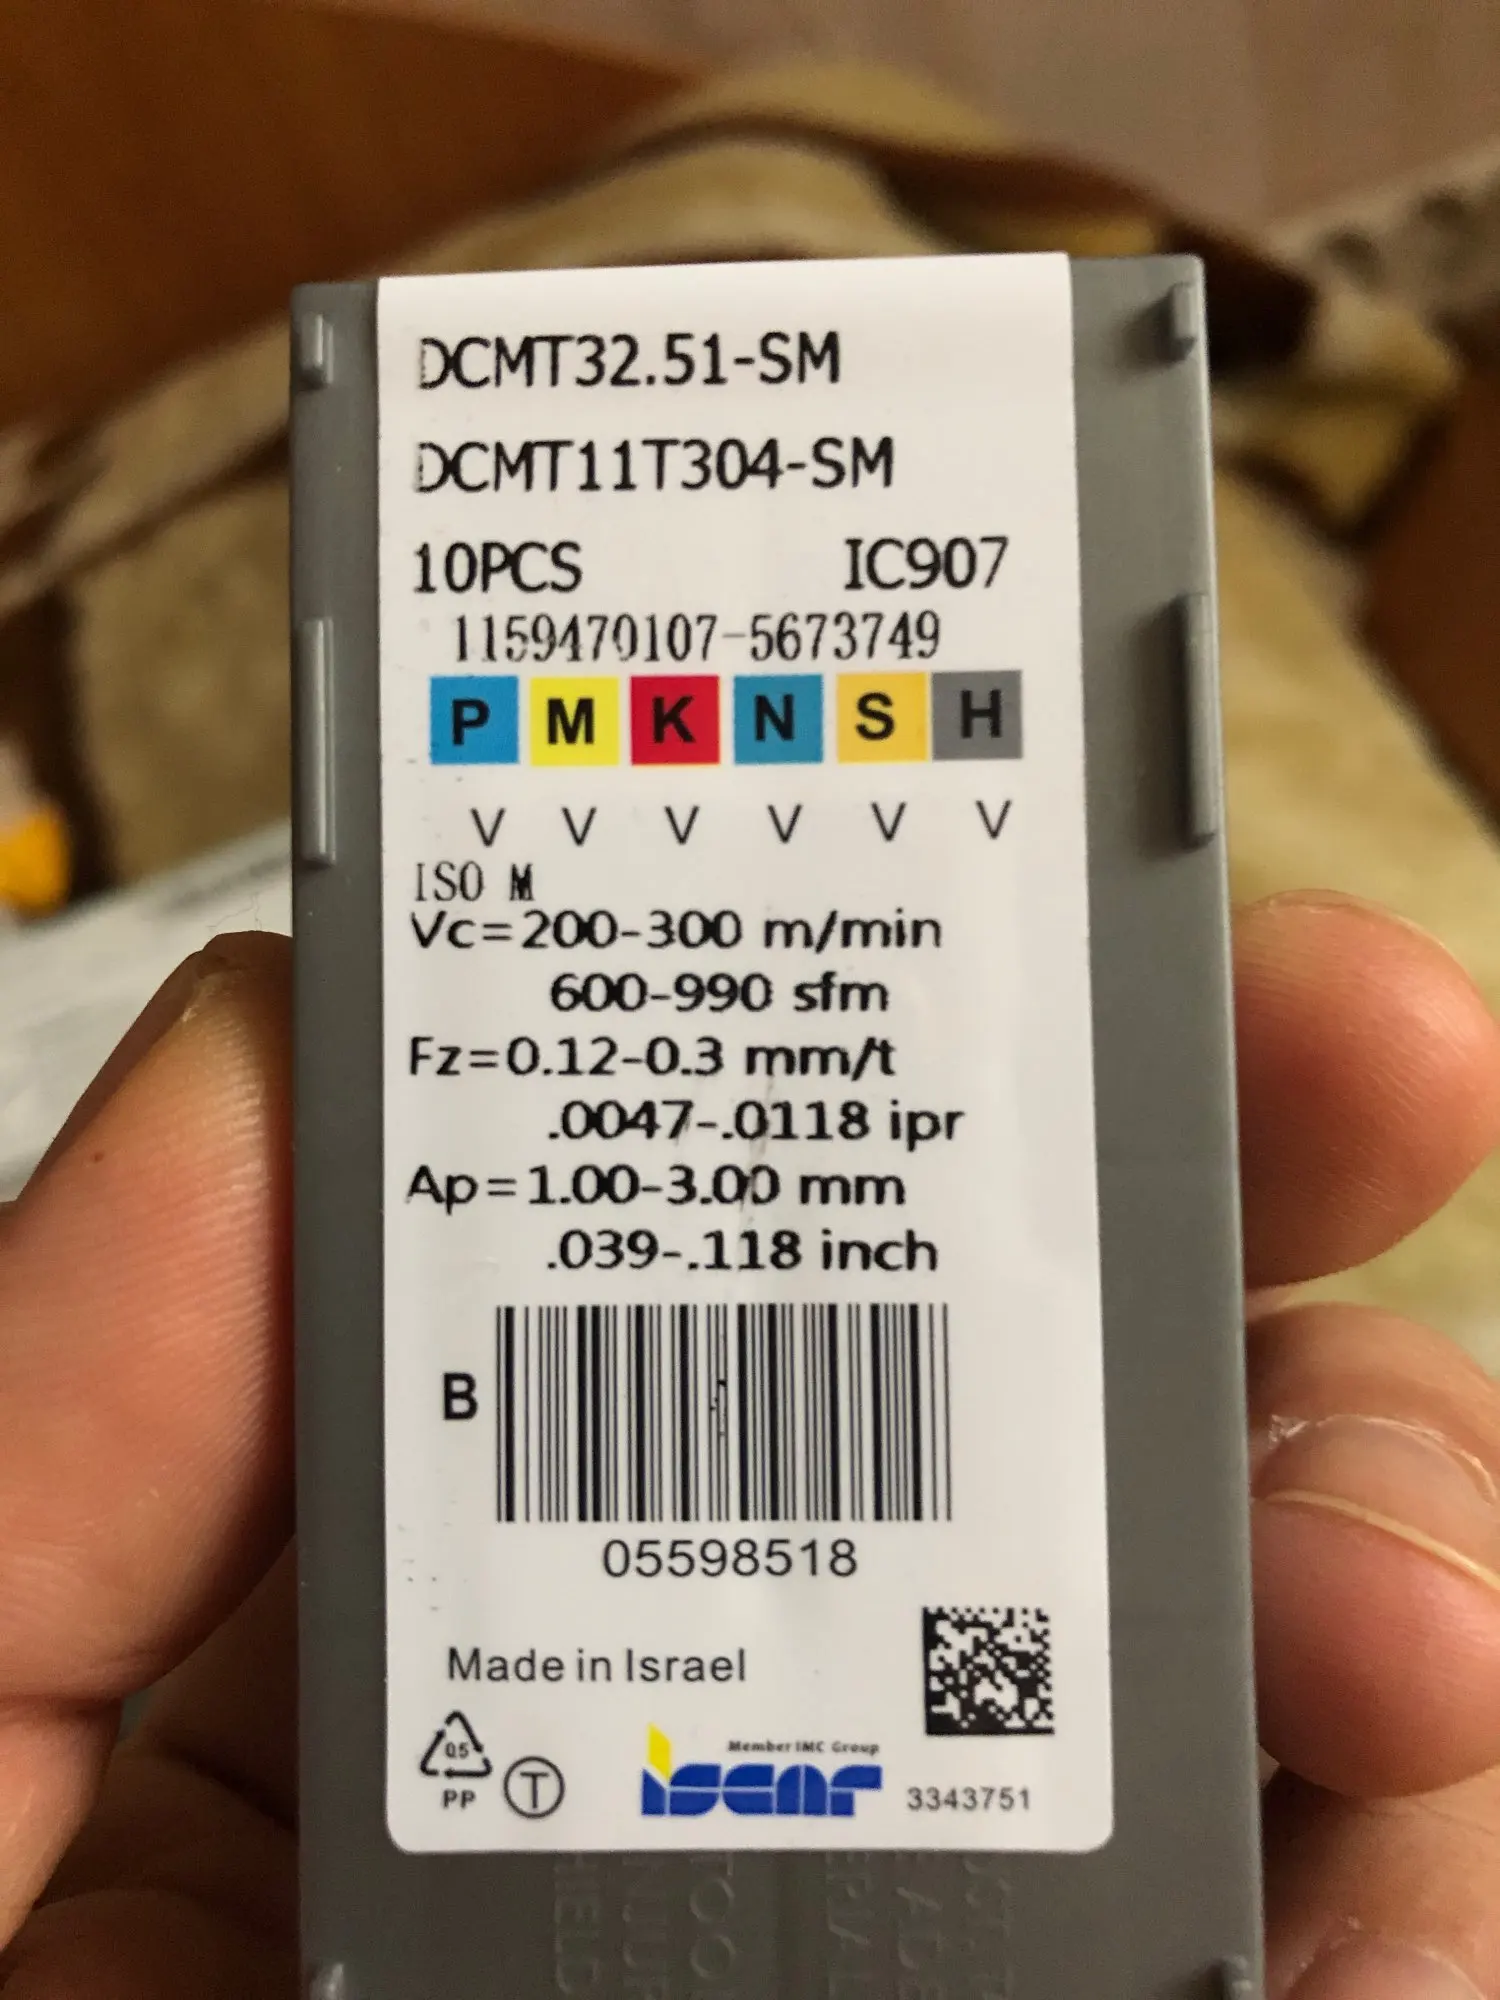 DCMT32.51-SM
DCMT11T304-SM
10PCS IC907
1159470107-5673749
P M K N S H
V V V V V V
ISO M
Vc=200-300 m/min
600-990 sfm
Fz=0.12-0.3 mm/t
.0047-.0118 ipr
Ap=1.00-3.00 mm
.039-.118 inch
B
05598518
Made in Israel
05
PP
T
Member IMC Group
iscar
3343751